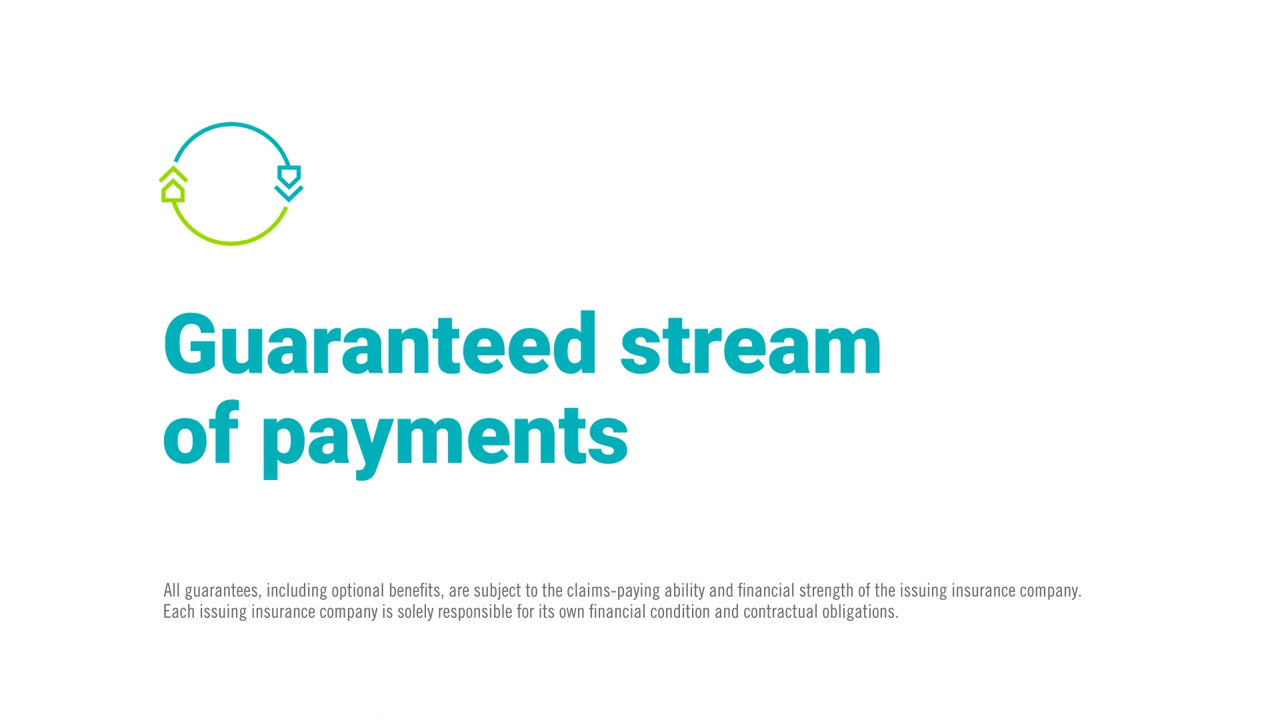 Guaranteed stream
of payments
All guarantees, including optional benefits, are subject to the claims-paying ability and financial strength of the issuing insurance company.
Each issuing insurance company is solely responsible for its own financial condition and contractual obligations.